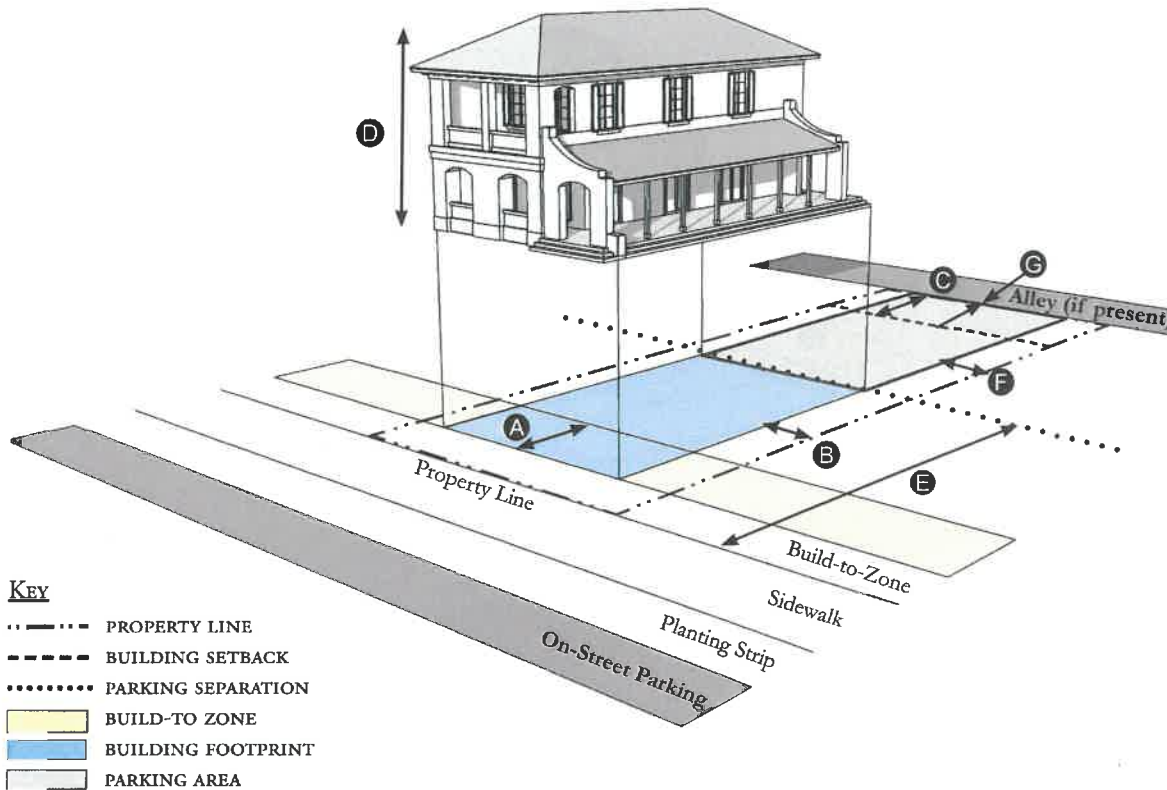 D
G
C
Alley (if present
F
A
B
Property Line
E
Build-to-Zone
Sidewalk
Planting Strip
On-Street Parking
KEY
PROPERTY LINE
BUILDING SETBACK
PARKING SEPARATION
BUILD-TO ZONE
BUILDING FOOTPRINT
PARKING AREA